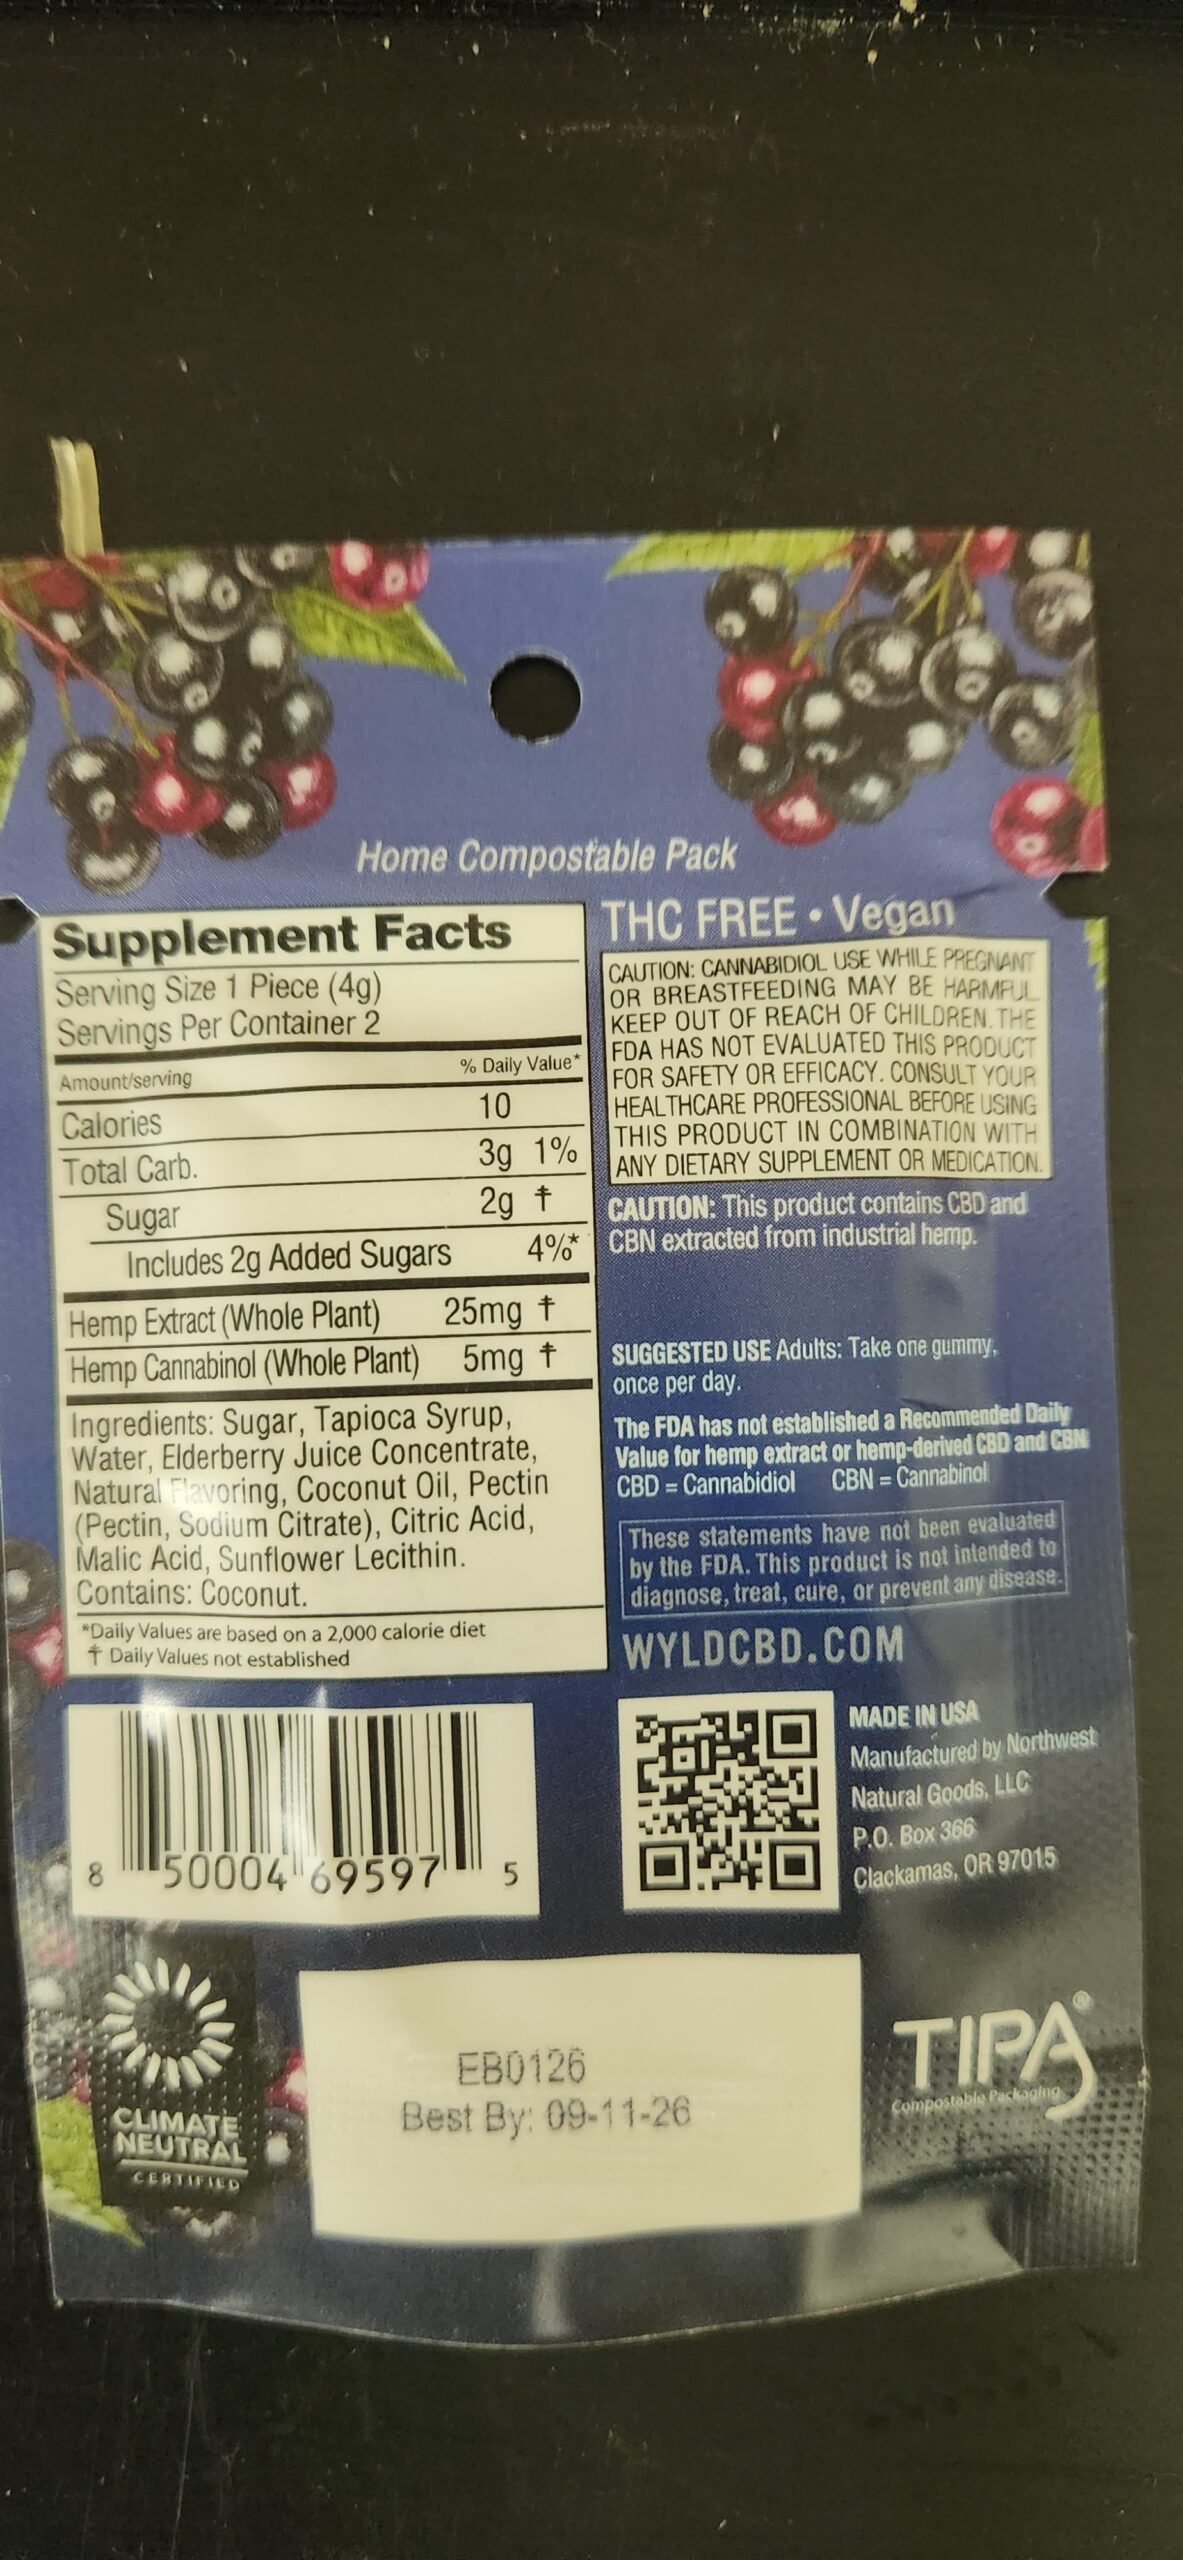 Home Compostable Pack
Supplement Facts
Serving Size 1 Piece (4g)
Servings Per Container 2
Amount/serving % Daily Value*
Calories 10
Total Carb. 3g 1%
Sugar 2g †
Includes 2g Added Sugars 4%*
Hemp Extract (Whole Plant) 25mg †
Hemp Cannabinol (Whole Plant) 5mg †
Ingredients: Sugar, Tapioca Syrup,
Water, Elderberry Juice Concentrate,
Natural Flavoring, Coconut Oil, Pectin
(Pectin, Sodium Citrate), Citric Acid,
Malic Acid, Sunflower Lecithin.
Contains: Coconut.
*Daily Values are based on a 2,000 calorie diet
† Daily Values not established
THC FREE • Vegan
CAUTION: CANNABIDIOL USE WHILE PREGNANT
OR BREASTFEEDING MAY BE HARMFUL.
KEEP OUT OF REACH OF CHILDREN. THE
FDA HAS NOT EVALUATED THIS PRODUCT
FOR SAFETY OR EFFICACY. CONSULT YOUR
HEALTHCARE PROFESSIONAL BEFORE USING
THIS PRODUCT IN COMBINATION WITH
ANY DIETARY SUPPLEMENT OR MEDICATION.
CAUTION: This product contains CBD and
CBN extracted from industrial hemp.
SUGGESTED USE Adults: Take one gummy,
once per day.
The FDA has not established a Recommended Daily
Value for hemp extract or hemp-derived CBD and CBN
CBD = Cannabidiol CBN = Cannabinol
These statements have not been evaluated
by the FDA. This product is not intended to
diagnose, treat, cure, or prevent any disease.
WYLDCBD.COM
8 50004 69597 5
MADE IN USA
Manufactured by Northwest
Natural Goods, LLC
P.O. Box 366
Clackamas, OR 97015
CLIMATE
NEUTRAL
CERTIFIED
EB0126
Best By: 09-11-26
TIPA®
Compostable Packaging